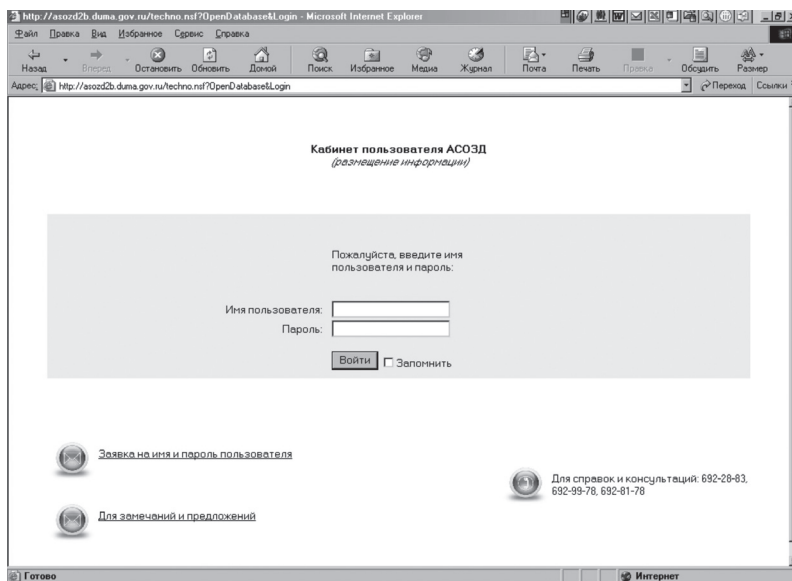 http://asozd2b.duma.gov.ru/techno.nsf?OpenDatabase&Login - Microsoft Internet Explorer
Файл Правка Вид Избранное Сервис Справка
Назад Вперед Остановить Обновить Домой Поиск Избранное Медиа Журнал Почта Печать Правка Обсудить Размер
Адрес: http://asozd2b.duma.gov.ru/techno.nsf?OpenDatabase&Login Переход Ссылки
Кабинет пользователя АСОЗД
(размещение информации)
Пожалуйста, введите имя
пользователя и пароль:
Имя пользователя:
Пароль:
Войти Запомнить
Заявка на имя и пароль пользователя
Для справок и консультаций: 692-28-83,
692-99-78, 692-81-78
Для замечаний и предложений
Готово Интернет